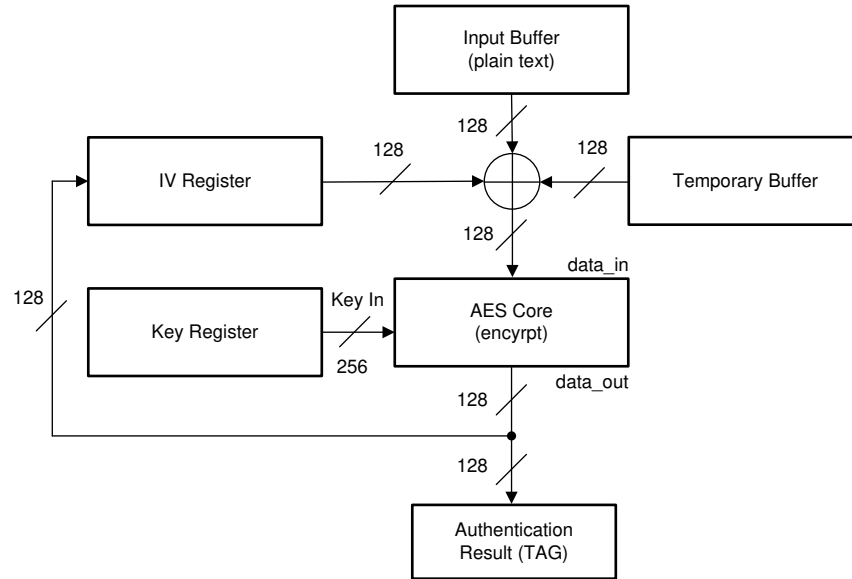 Input Buffer
(plain text)
128
128
128
IV Register
Temporary Buffer
128
data_in
128
Key In
Key Register
AES Core
(encyrpt)
256
data_out
128
128
Authentication
Result (TAG)